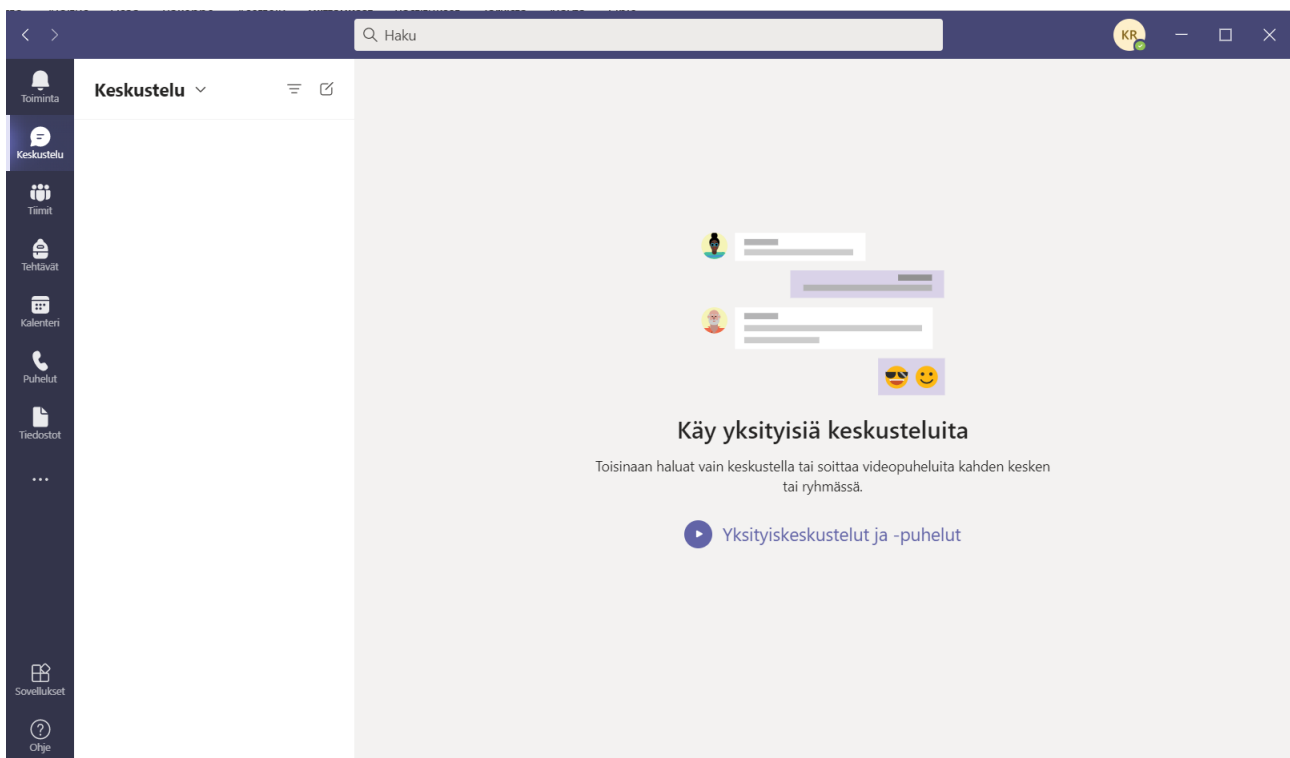 Haku
KR
Toiminta
Keskustelu
Keskustelu
Tiimit
Tehtävät
Kalenteri
Puhelut
Tiedostot
Käy yksityisiä keskusteluita
Toisinaan haluat vain keskustella tai soittaa videopuheluita kahden kesken
tai ryhmässä.
Yksityiskeskustelut ja -puhelut
Sovellukset
Ohje